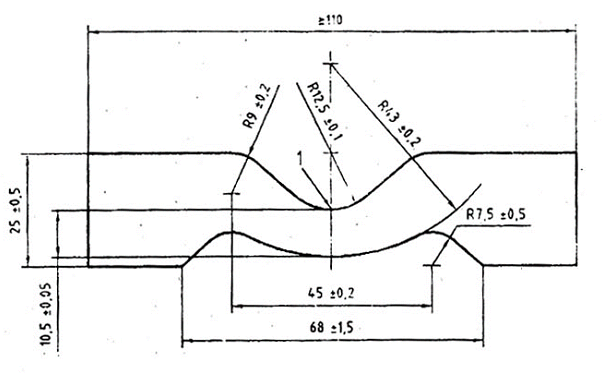 ≥110
R9 ±0,2
R12,5 ±0,1
R43 ±0,2
1
25 ±0,5
10,5 ±0,05
R7,5 ±0,5
45 ±0,2
68 ±1,5